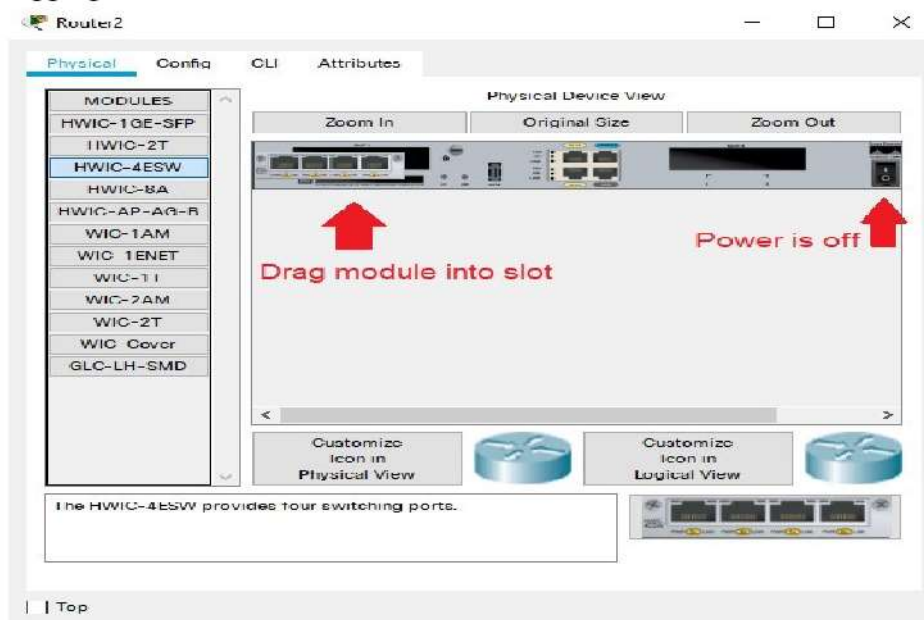 Router2
Physical Config CLI Attributes
MODULES
HWIC-1GE-SFP
HWIC-2T
HWIC-4ESW
HWIC-8A
HWIC-AP-AG-B
WIC-1AM
WIC-1ENET
WIC-1T
WIC-2AM
WIC-2T
WIC-Cover
GLC-LH-SMD
Physical Device View
Zoom In Original Size Zoom Out
Drag module into slot
Power is off
Customize
Icon in
Physical View
Customize
Icon in
Logical View
The HWIC-4ESW provides four switching ports.
Top